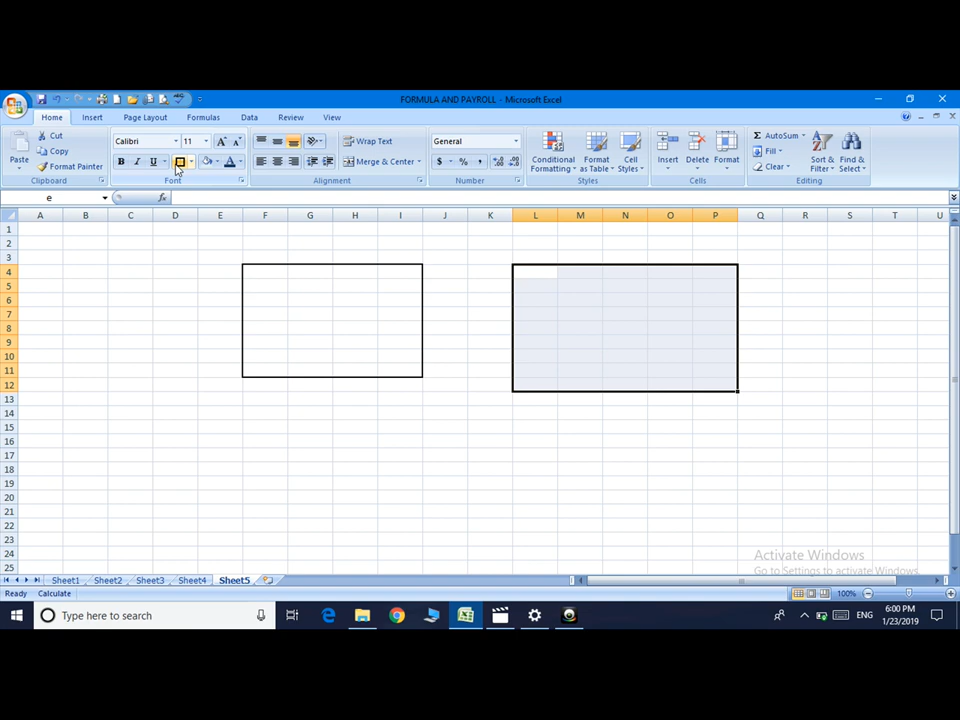 FORMULA AND PAYROLL - Microsoft Excel
Home Insert Page Layout Formulas Data Review View
Paste
Cut
Copy
Format Painter
Clipboard
Calibri 11
B I U A
Font
Wrap Text
Merge & Center
Alignment
General
$ % ,
Number
Conditional Formatting
Format as Table
Cell Styles
Styles
Insert
Delete
Format
Cells
Σ AutoSum
Fill
Clear
Sort & Filter
Find & Select
Editing
e fx
A B C D E F G H I J K L M N O P Q R S T U
1
2
3
4
5
6
7
8
9
10
11
12
13
14
15
16
17
18
19
20
21
22
23
24
25
Activate Windows
Go to Settings to activate Windows.
Sheet1 Sheet2 Sheet3 Sheet4 Sheet5
Ready Calculate 100%
Type here to search
ENG
6:00 PM
1/23/2019